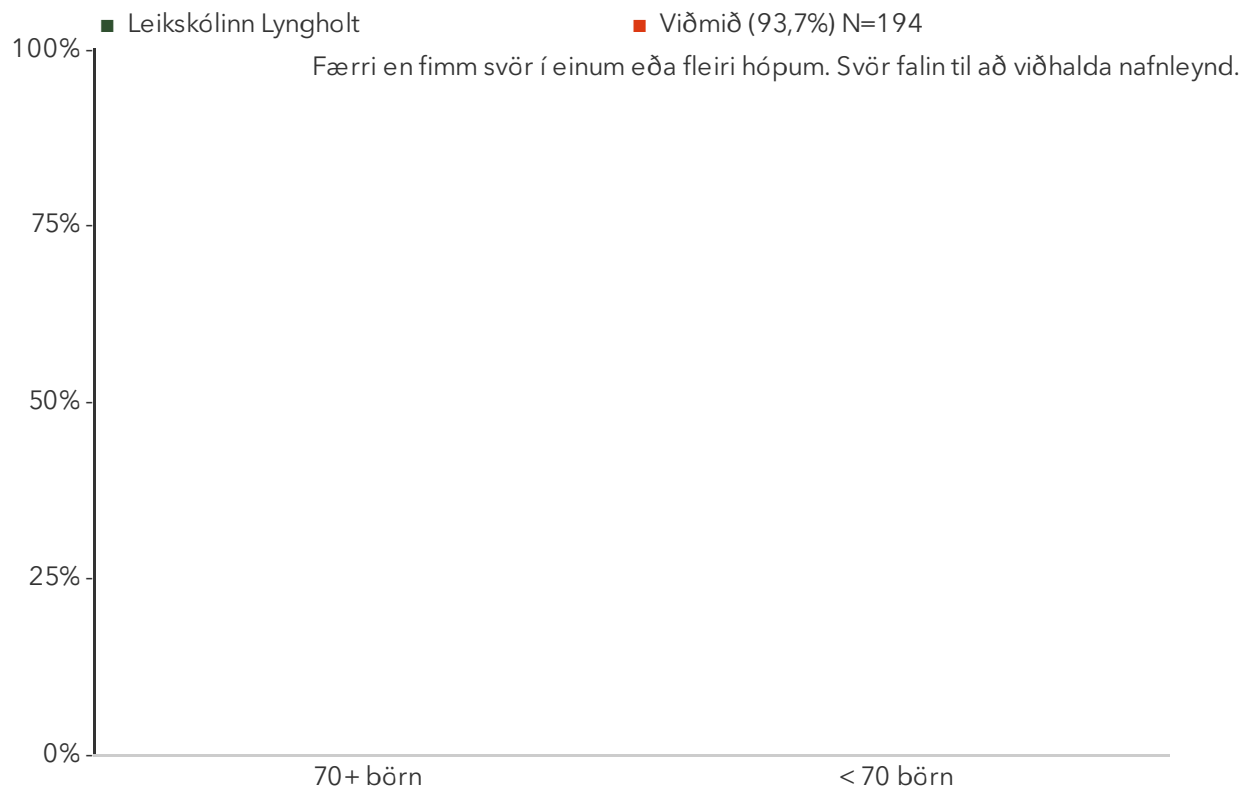 Leikskólinn Lyngholt
Viðmið (93,7%) N=194
100%
Færri en fimm svör í einum eða fleiri hópum. Svör falin til að viðhalda nafnleynd.
75%
50%
25%
0%
70+ börn
< 70 börn